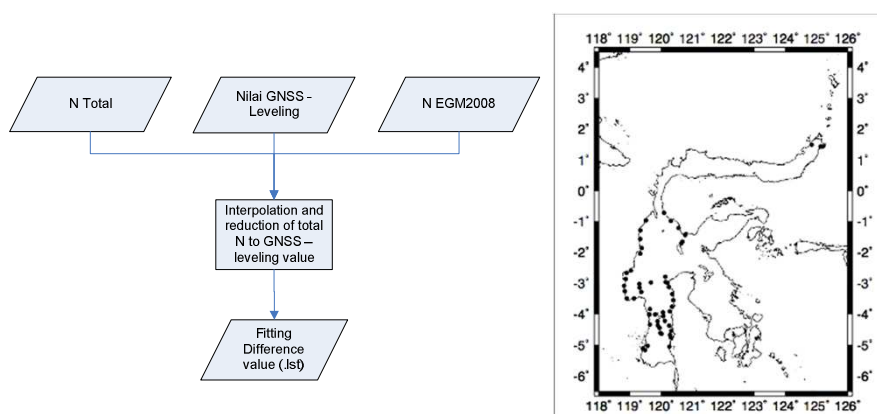 N Total
Nilai GNSS -
Leveling
N EGM2008
Interpolation and
reduction of total
N to GNSS –
leveling value
Fitting
Difference
value (.lst)
118° 119° 120° 121° 122° 123° 124° 125° 126°
4° 4°
3° 3°
2° 2°
1° 1°
0° 0°
-1° -1°
-2° -2°
-3° -3°
-4° -4°
-5° -5°
-6° -6°
118° 119° 120° 121° 122° 123° 124° 125° 126°